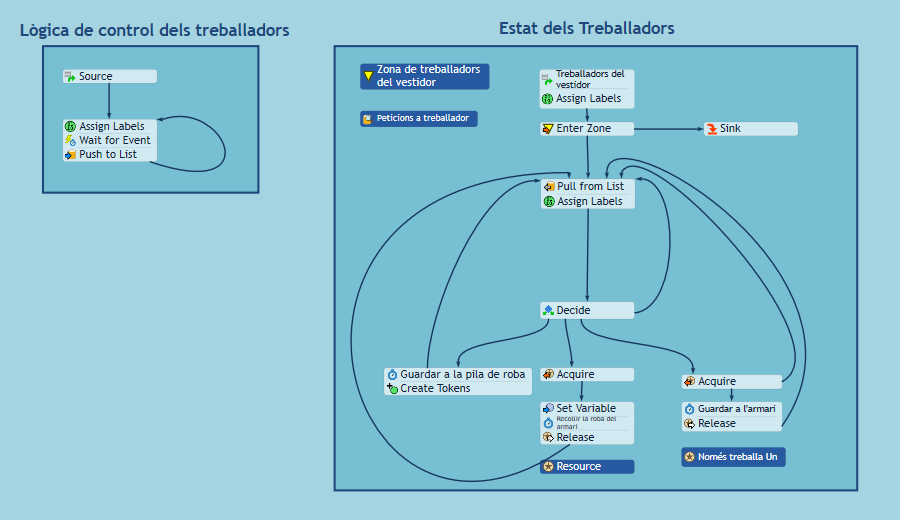 Lògica de control dels treballadors
Source
Assign Labels
Wait for Event
Push to List
Estat dels Treballadors
Zona de treballadors
del vestidor
Peticions a treballador
Treballadors del
vestidor
Assign Labels
Enter Zone
Sink
Pull from List
Assign Labels
Decide
Guardar a la pila de roba
Create Tokens
Acquire
Set Variable
Recollir la roba del
armari
Release
Resource
Acquire
Guardar a l'armari
Release
Només treballa Un